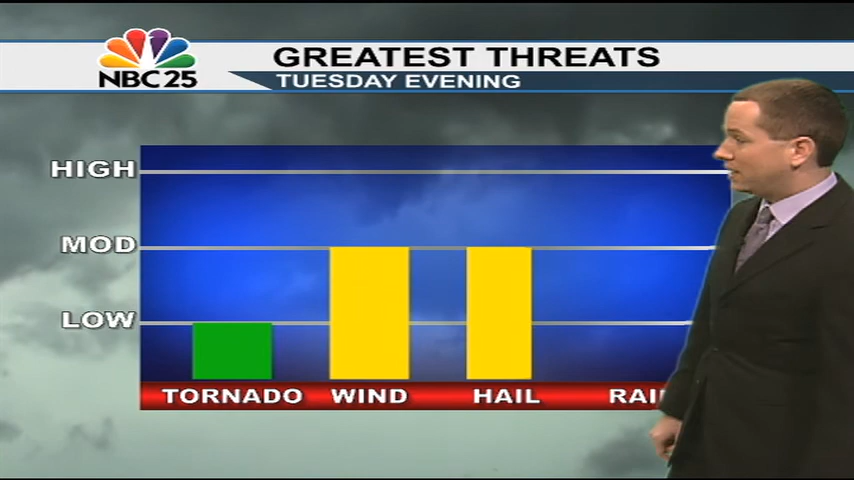 NBC25
GREATEST THREATS
TUESDAY EVENING
HIGH
MOD
LOW
TORNADO WIND HAIL